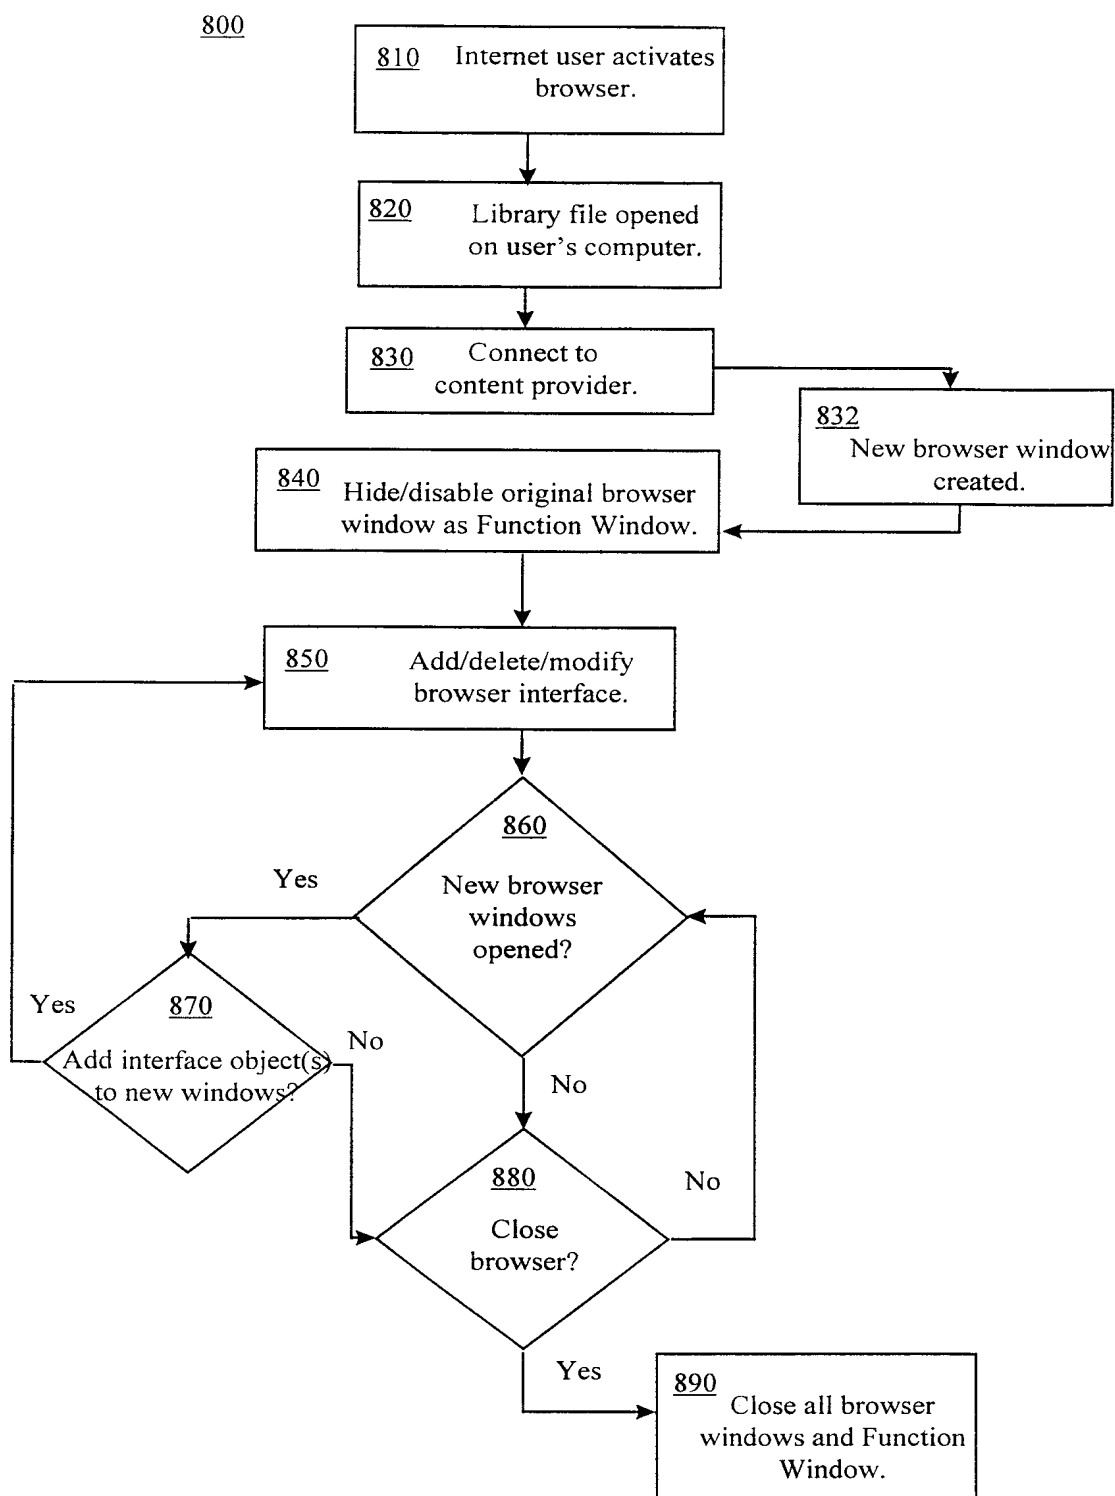 800
810 Internet user activates
browser.
820 Library file opened
on user's computer.
830 Connect to
content provider.
832
New browser window
created.
840 Hide/disable original browser
window as Function Window.
850 Add/delete/modify
browser interface.
860
New browser
windows
opened?
Yes
No
870
Add interface object(s)
to new windows?
Yes
No
880
Close
browser?
No
Yes
890
Close all browser
windows and Function
Window.